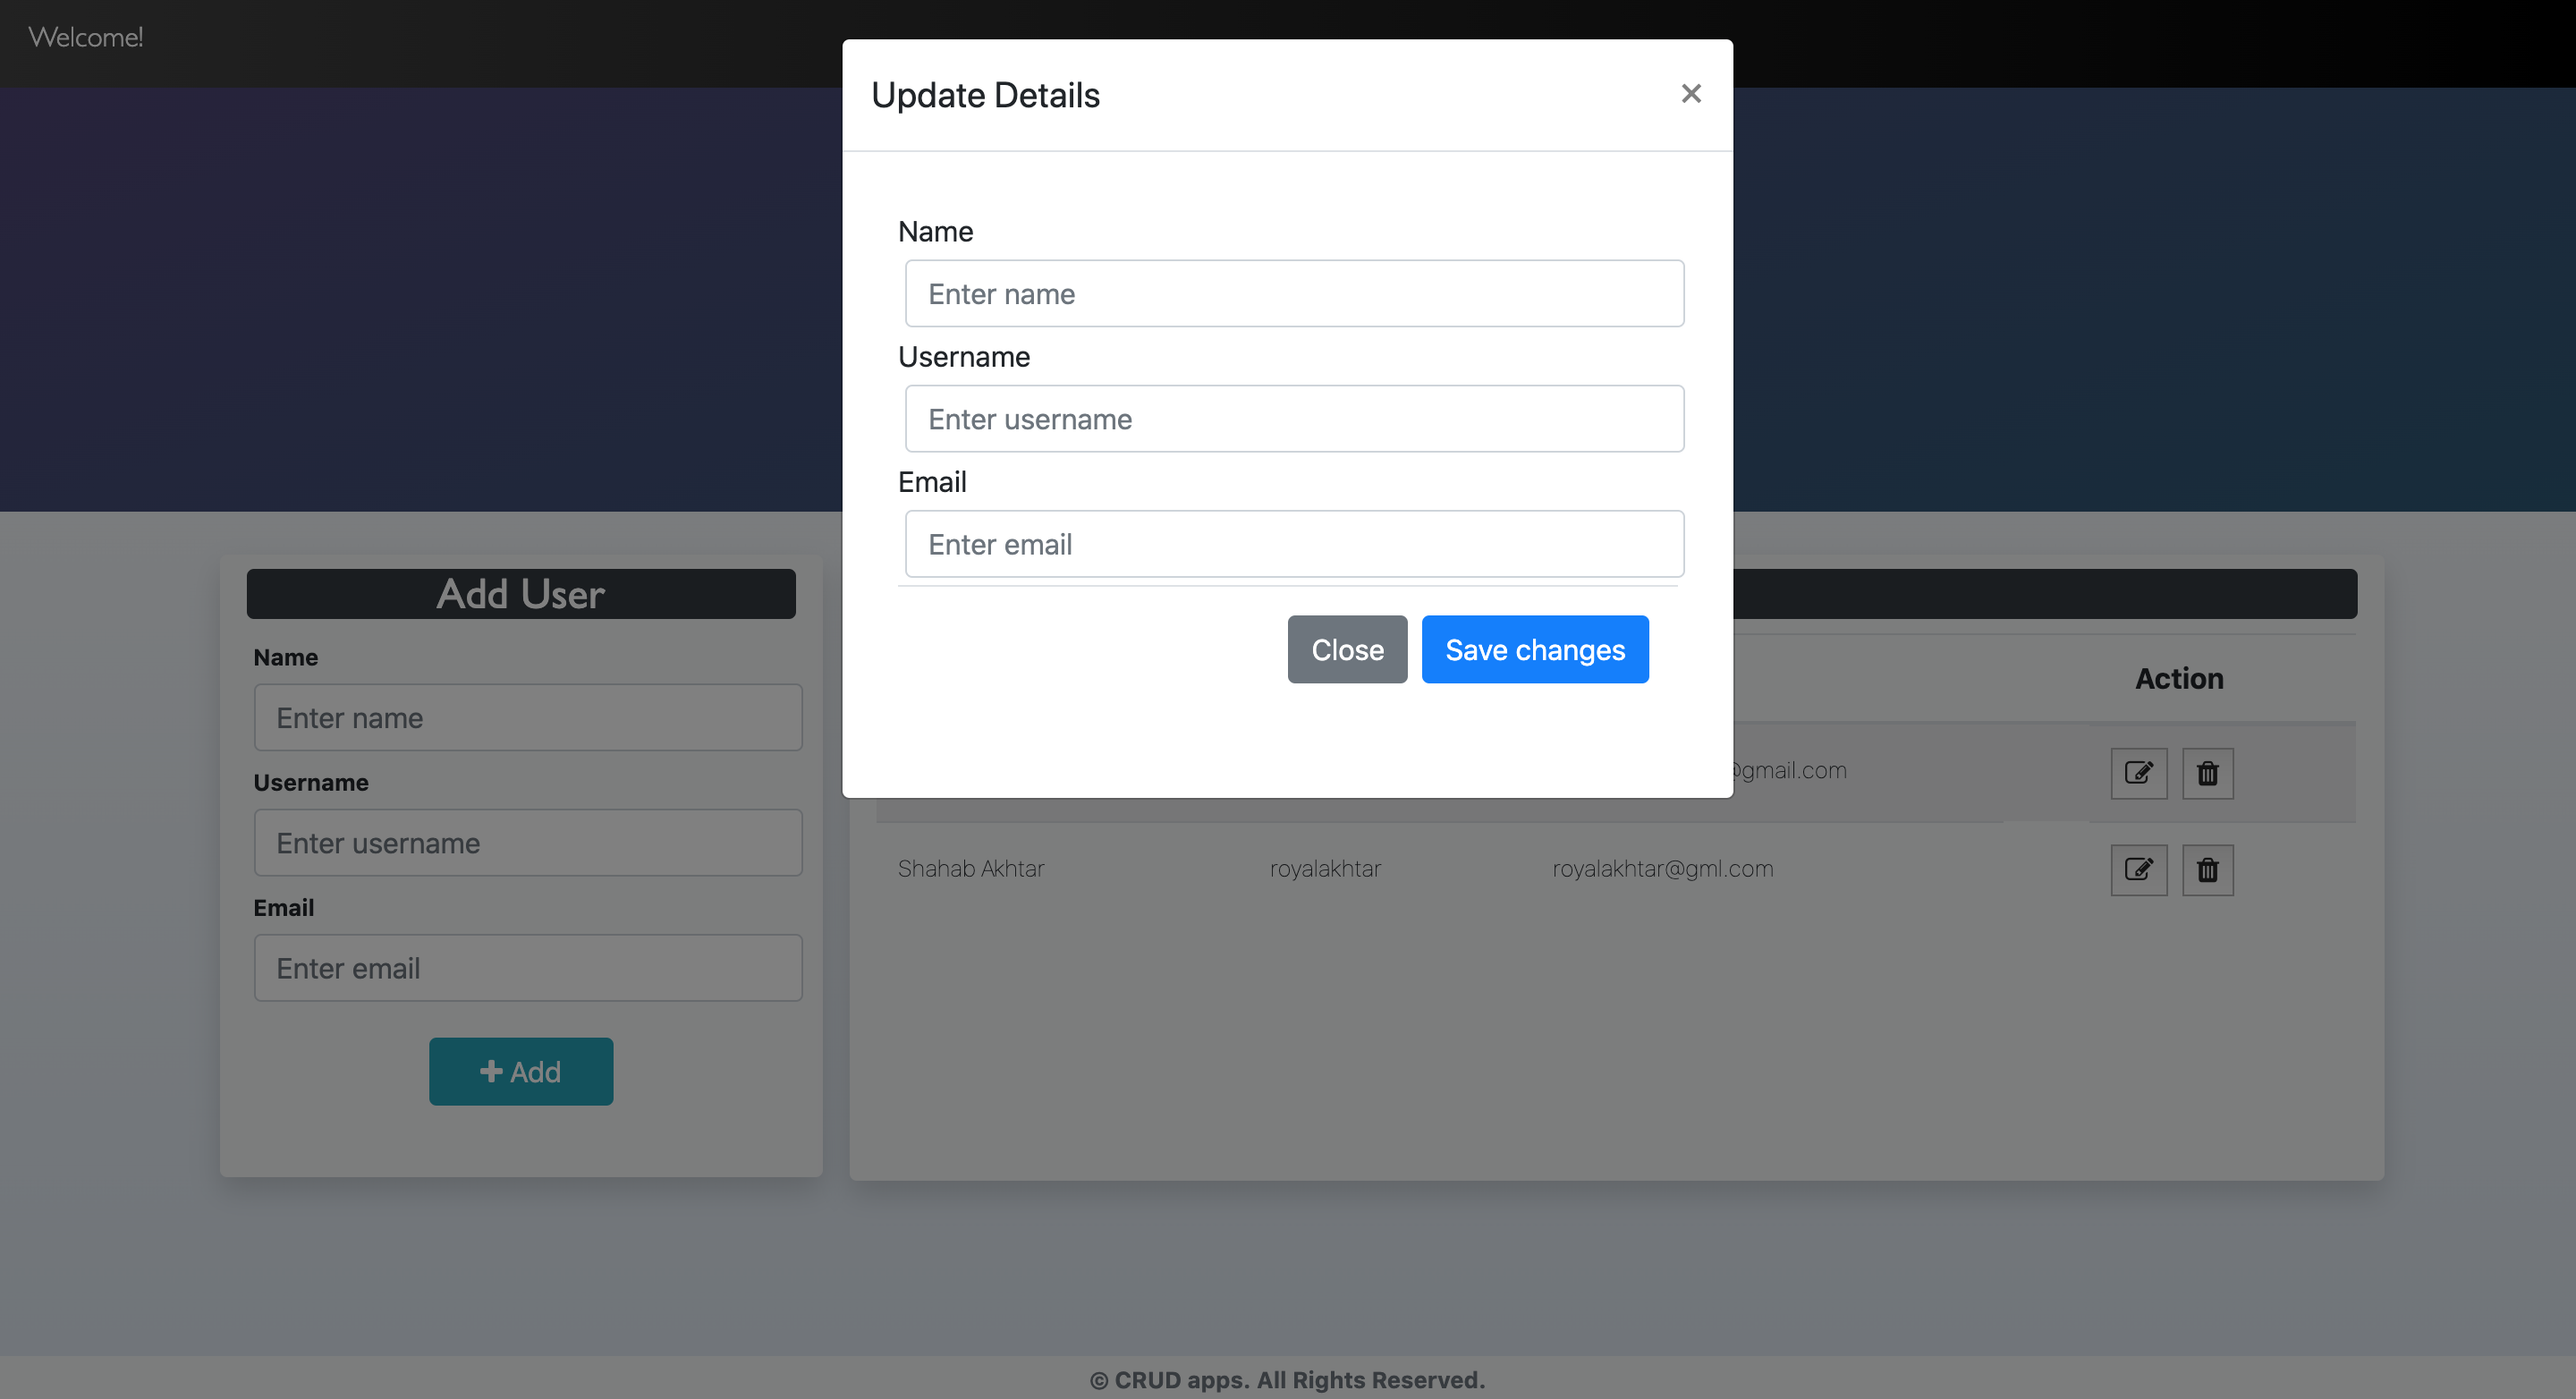 Welcome!
Update Details
×
Name
Enter name
Username
Enter username
Email
Enter email
Close
Save changes
Add User
Name
Enter name
Username
Enter username
Email
Enter email
Add
Action
@gmail.com
Shahab Akhtar royalakhtar royalakhtar@gml.com
© CRUD apps. All Rights Reserved.